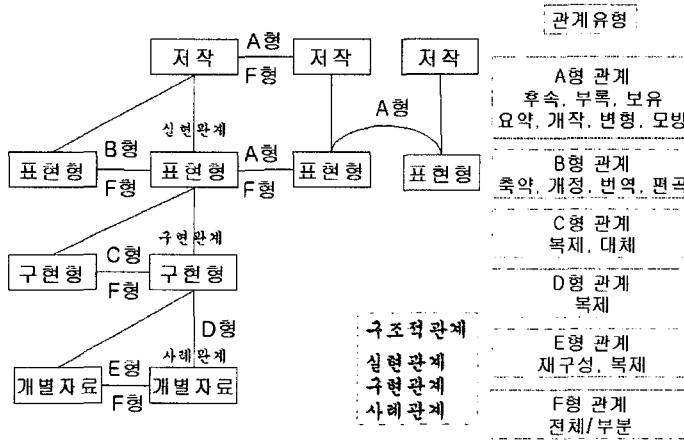 관계유형
저작
A형
F형
저작
저작
A형 관계
후속, 부록, 보유
요약, 개작, 변형, 모방
A형
실현관계
표현형
B형
F형
표현형
A형
F형
표현형
표현형
B형 관계
축약, 개정, 번역, 편곡
C형 관계
복제, 대체
구현관계
구현형
C형
F형
구현형
D형 관계
복제
D형
사례관계
구조적관계
실현관계
구현관계
사례관계
E형 관계
재구성, 복제
개별자료
E형
F형
개별자료
F형 관계
전체/부분